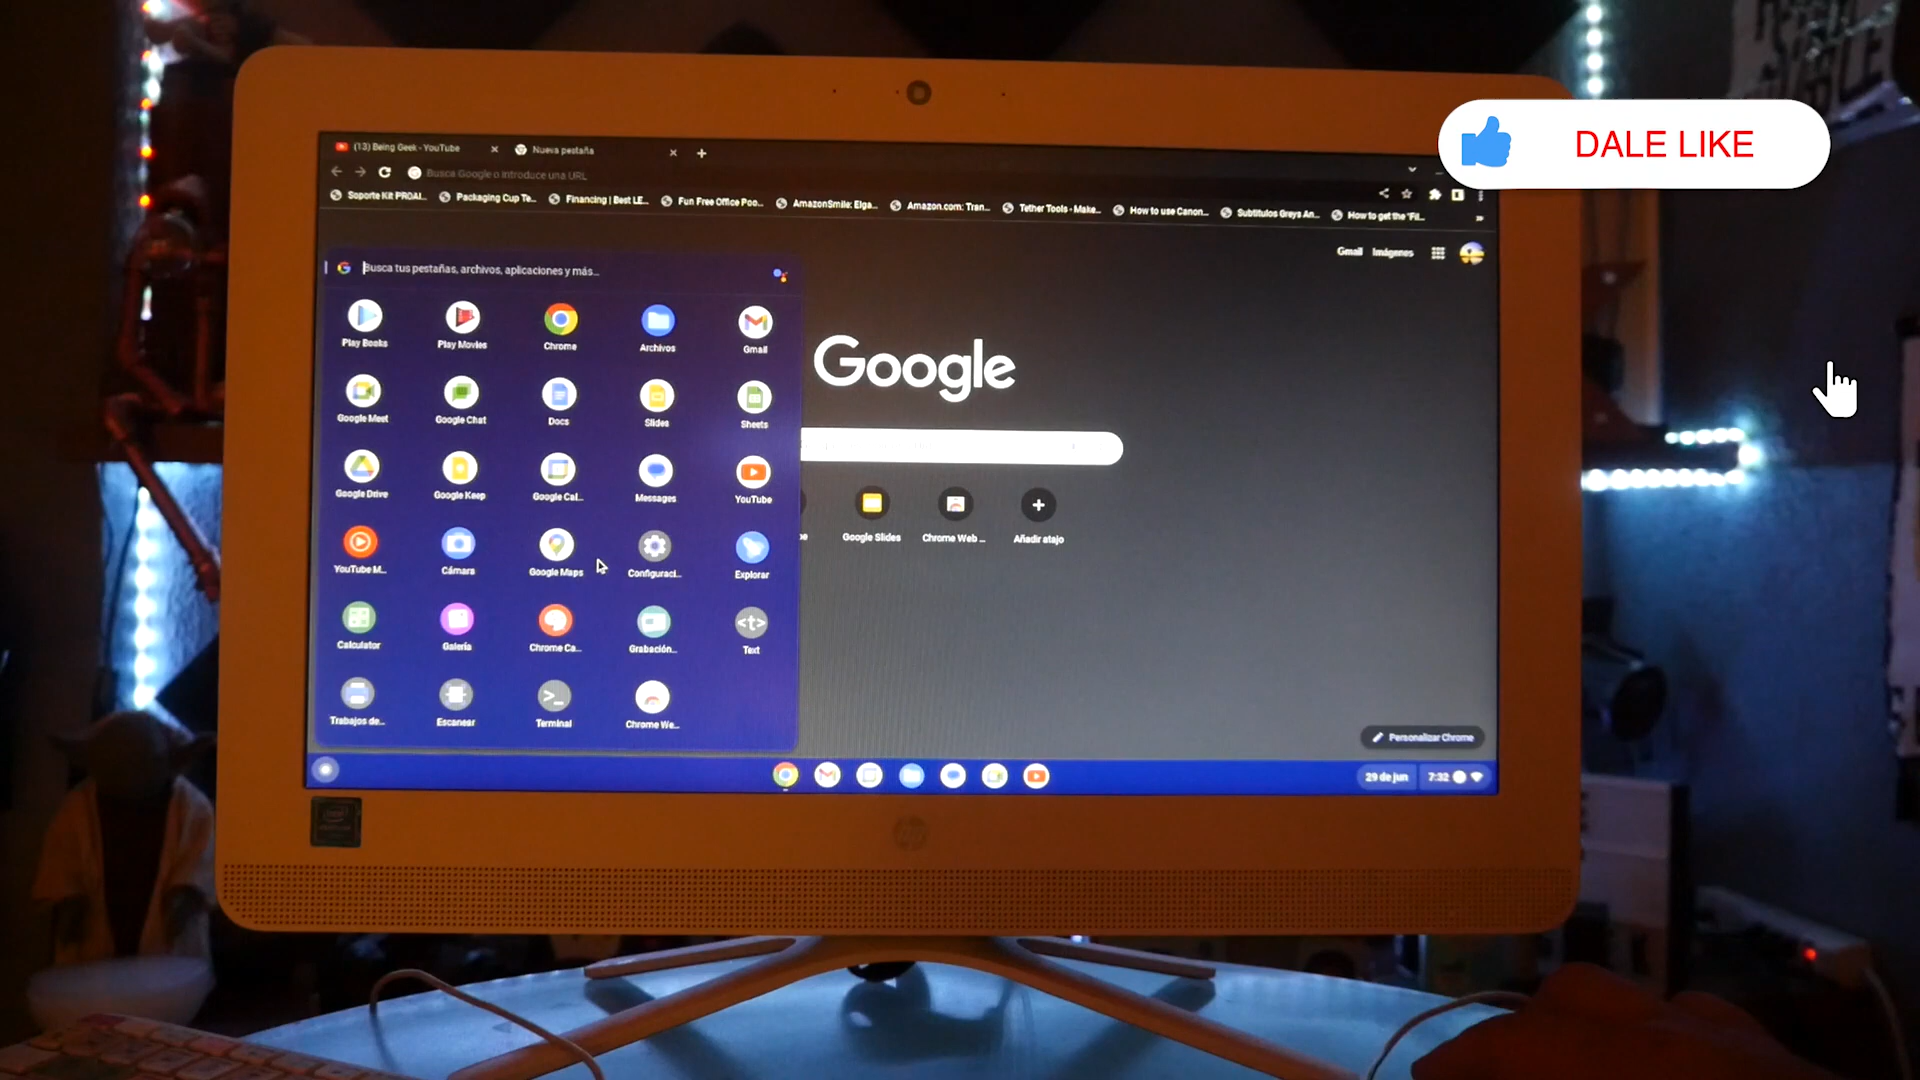 DALE LIKE
(13) Being Geek - YouTube
Nueva pestaña
Busca Google o introduce una URL
Soporte Kit PROAI...
Packaging Cup Te...
Financing | Best LE...
Fun Free Office Poo...
AmazonSmile: Elga...
Amazon.com: Tran...
Tether Tools - Make...
How to use Canon...
Subtitulos Greys An...
How to get the 'Fil...
Gmail Imágenes
Busca tus pestañas, archivos, aplicaciones y más...
Play Books
Play Movies
Chrome
Archivos
Gmail
Google Meet
Google Chat
Docs
Slides
Sheets
Google
Google Drive
Google Keep
Google Cal...
Messages
YouTube
Google Slides
Chrome Web ...
Añadir atajo
YouTube M...
Cámara
Google Maps
Configuraci...
Explorar
Calculator
Galería
Chrome Ca...
Grabación...
<t>
Text
Trabajos de...
Escanear
Terminal
Chrome We...
Personalizar Chrome
29 de jun
7:32
hp